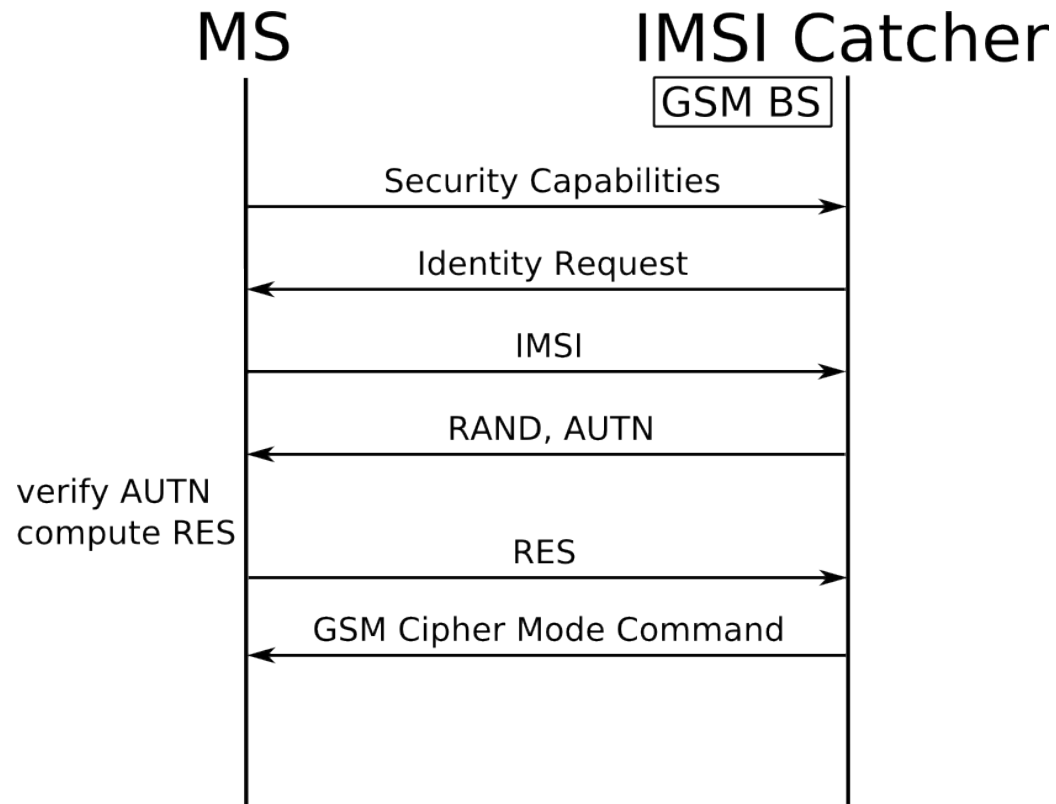 MS
IMSI Catcher
GSM BS
Security Capabilities
Identity Request
IMSI
RAND, AUTN
verify AUTN
compute RES
RES
GSM Cipher Mode Command